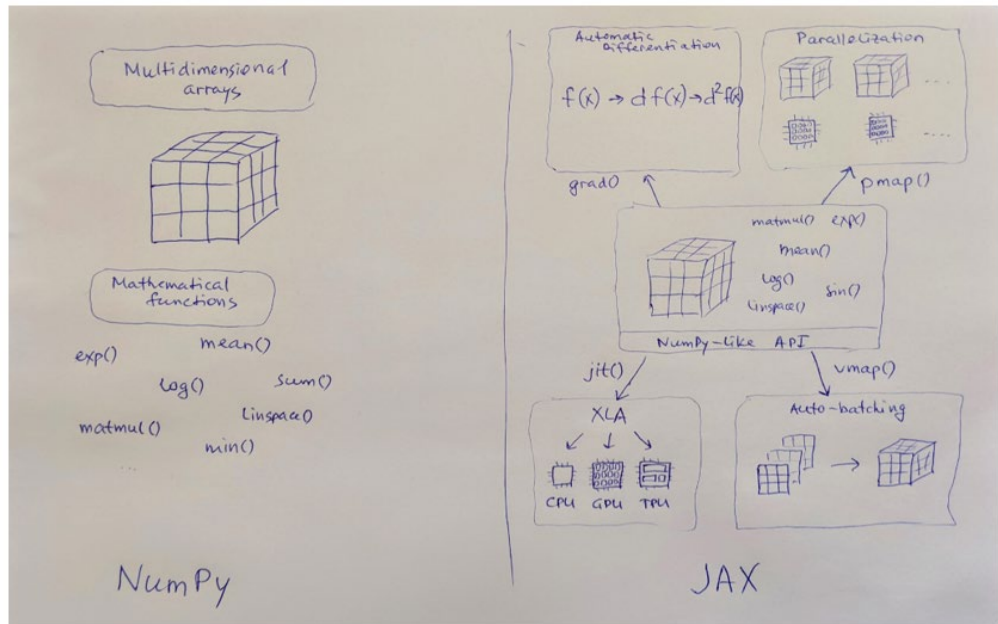 Multidimensional
arrays
Mathematical
functions
exp()
mean()
log()
sum()
matmul()
linspace()
min()
...
NumPy
Automatic
Differentiation
f(x) → df(x) → d²f(x)
grad()
Parallelization
....
....
pmap()
matmul() exp()
mean()
log()
sin()
linspace()
NumPy-like API
jit()
vmap()
XLA
CPU GPU TPU
Auto-batching
JAX